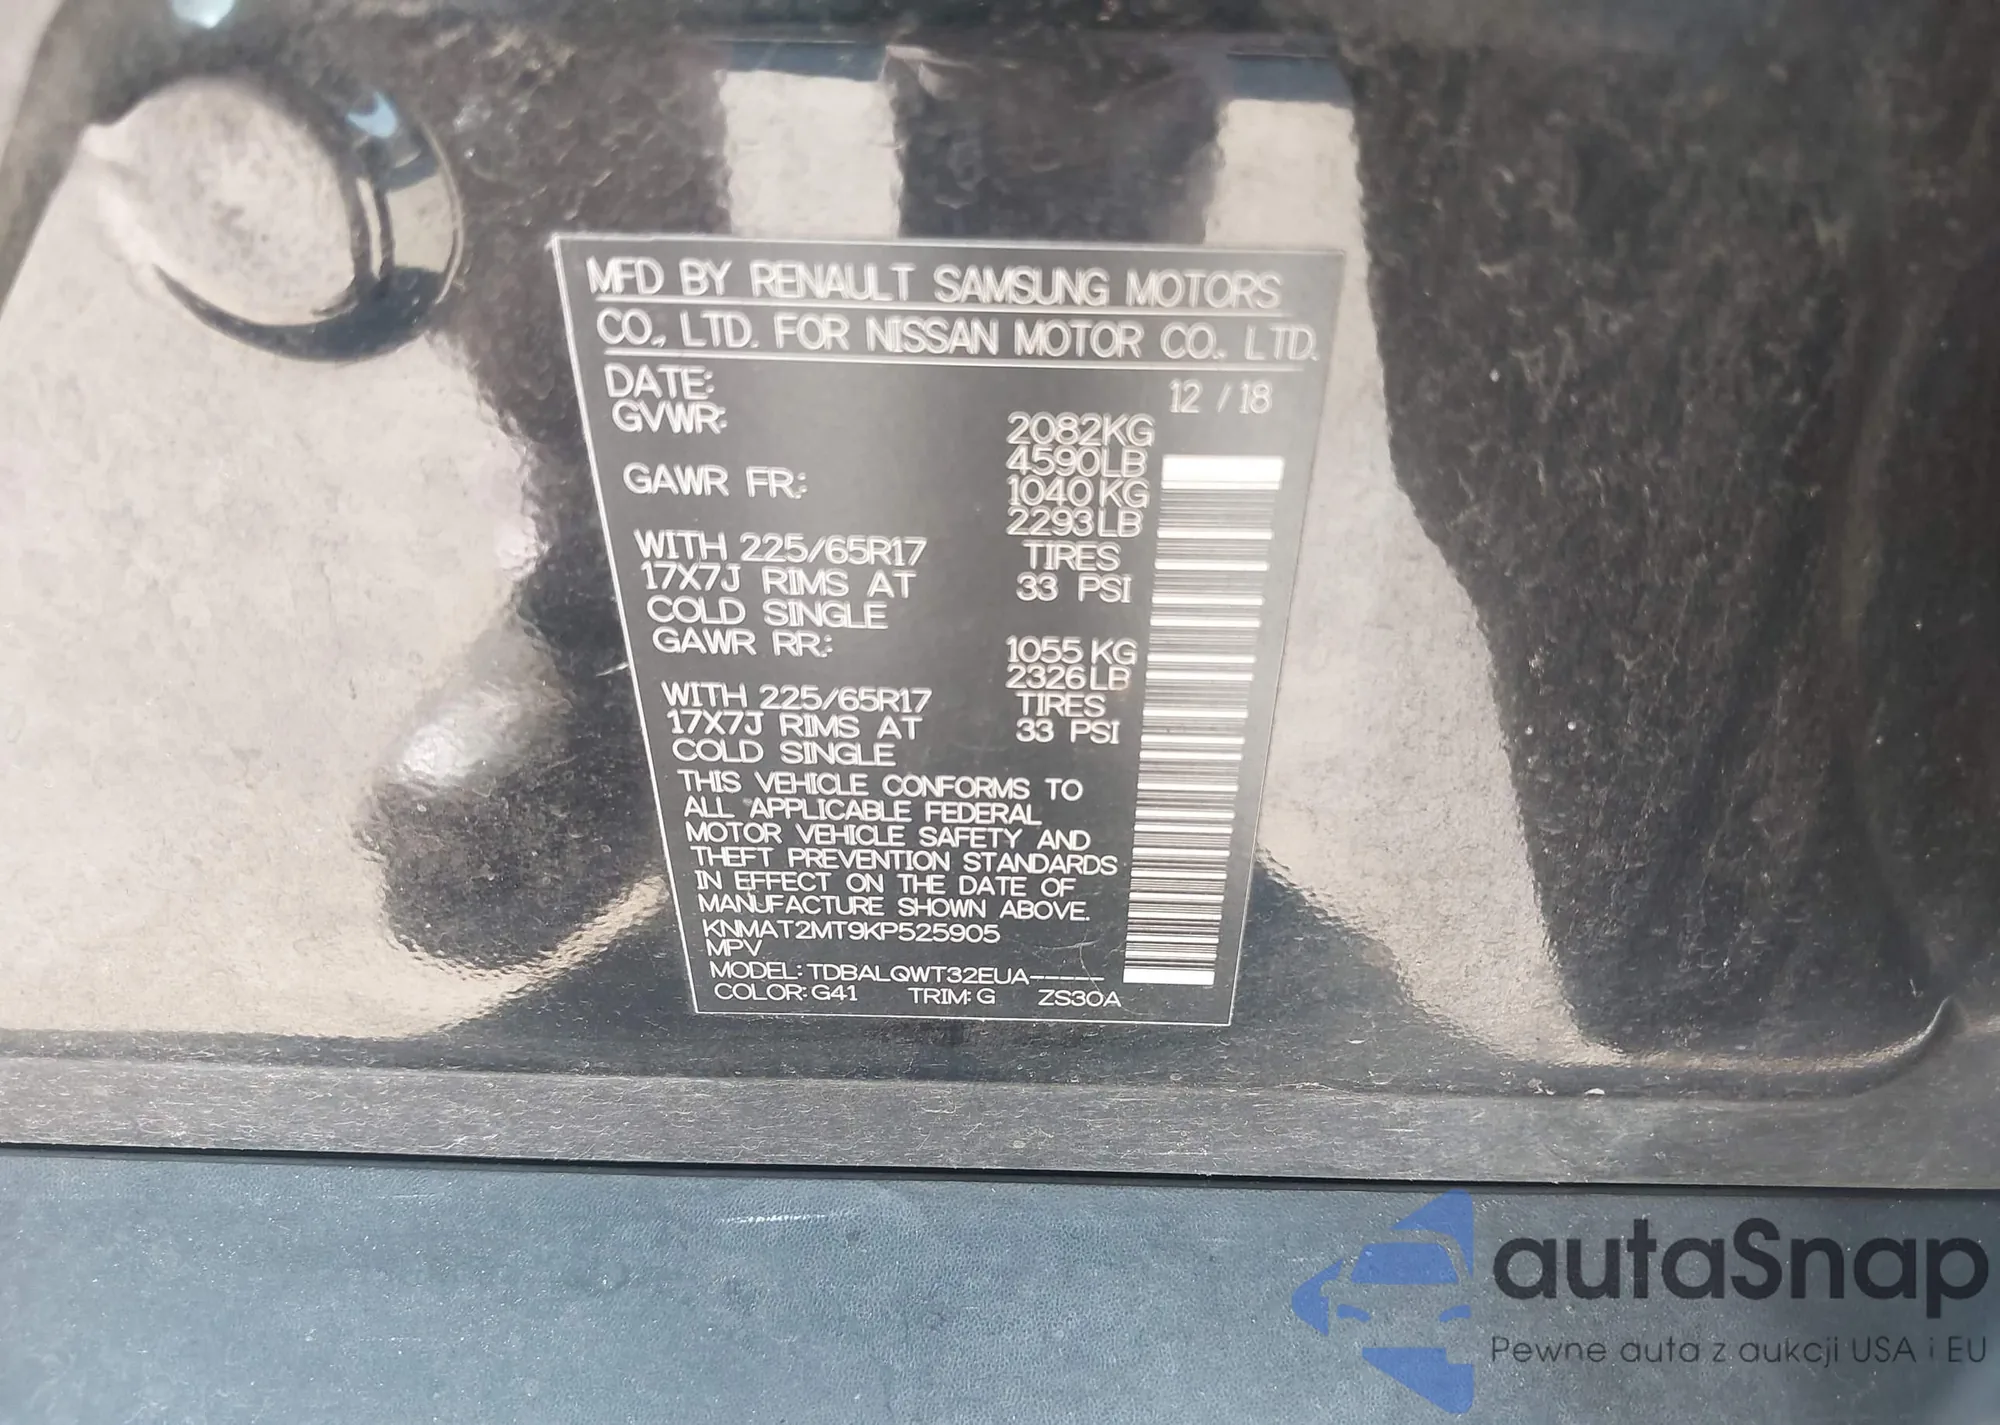 MFD BY RENAULT SAMSUNG MOTORS
CO., LTD. FOR NISSAN MOTOR CO., LTD.
DATE: 12 / 18
GVWR: 2082KG
4590LB
GAWR FR: 1040KG
2293LB
WITH 225/65R17 TIRES
17X7J RIMS AT 33 PSI
COLD SINGLE
GAWR RR: 1055KG
2326LB
WITH 225/65R17 TIRES
17X7J RIMS AT 33 PSI
COLD SINGLE
THIS VEHICLE CONFORMS TO
ALL APPLICABLE FEDERAL
MOTOR VEHICLE SAFETY AND
THEFT PREVENTION STANDARDS
IN EFFECT ON THE DATE OF
MANUFACTURE SHOWN ABOVE.
KNMAT2MT9KP525905
MPV
MODEL: TDBALQWT32EUA-----
COLOR: G41 TRIM: G ZS30A
autaSnap
Pewne auta z aukcji USA i EU